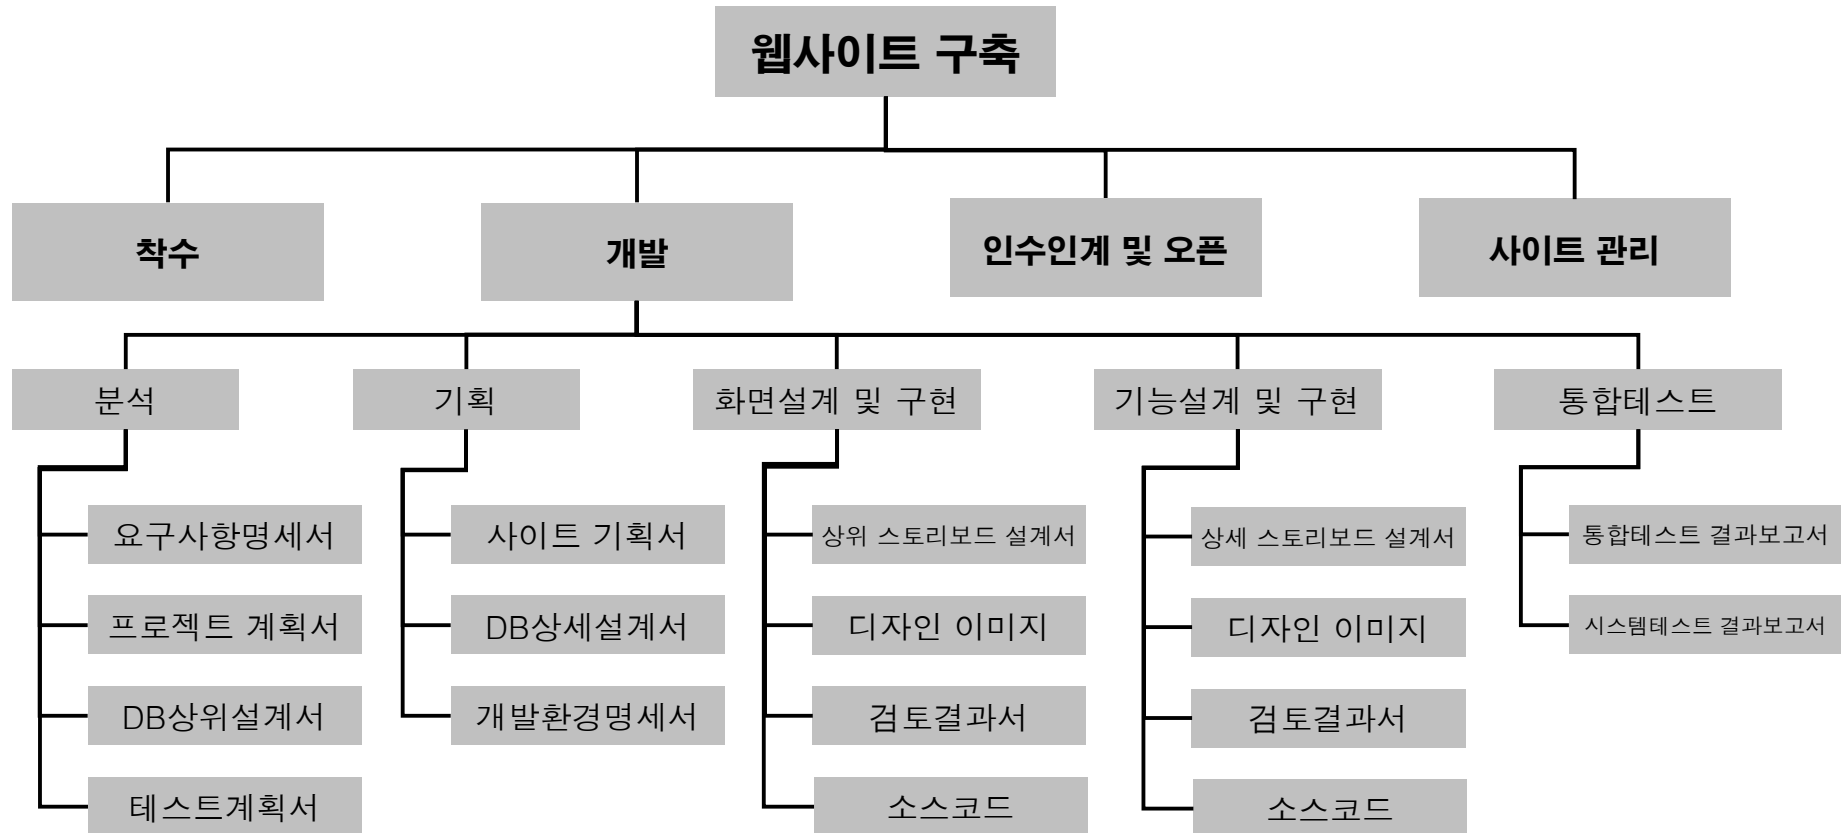 웹사이트 구축
착수
개발
인수인계 및 오픈
사이트 관리
분석
기획
화면설계 및 구현
기능설계 및 구현
통합테스트
요구사항명세서
프로젝트 계획서
DB상위설계서
테스트계획서
사이트 기획서
DB상세설계서
개발환경명세서
상위 스토리보드 설계서
디자인 이미지
검토결과서
소스코드
상세 스토리보드 설계서
디자인 이미지
검토결과서
소스코드
통합테스트 결과보고서
시스템테스트 결과보고서